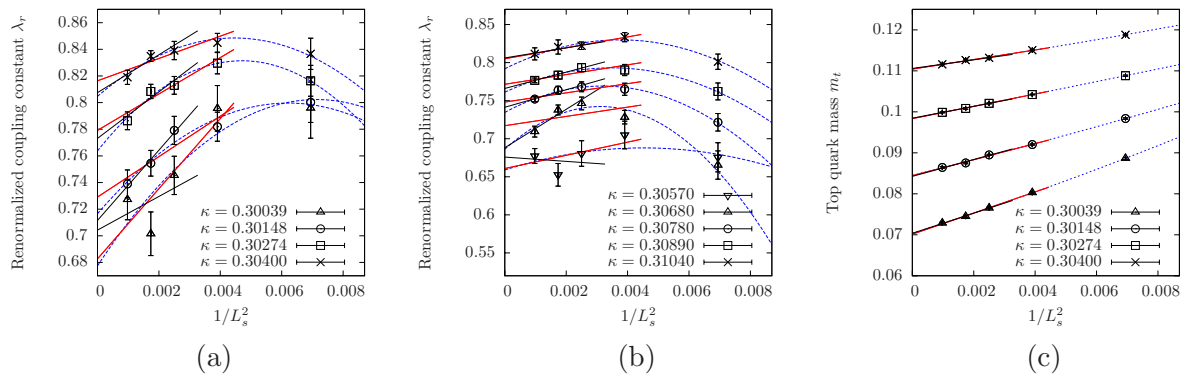 Renormalized coupling constant λ_r
0.86
0.84
0.82
0.8
0.78
0.76
0.74
0.72
0.7
0.68
κ = 0.30039
κ = 0.30148
κ = 0.30274
κ = 0.30400
0 0.002 0.004 0.006 0.008
1/L_s^2
(a)
Renormalized coupling constant λ_r
0.85
0.8
0.75
0.7
0.65
0.6
0.55
κ = 0.30570
κ = 0.30680
κ = 0.30780
κ = 0.30890
κ = 0.31040
0 0.002 0.004 0.006 0.008
1/L_s^2
(b)
Top quark mass m_t
0.12
0.11
0.1
0.09
0.08
0.07
0.06
κ = 0.30039
κ = 0.30148
κ = 0.30274
κ = 0.30400
0 0.002 0.004 0.006 0.008
1/L_s^2
(c)